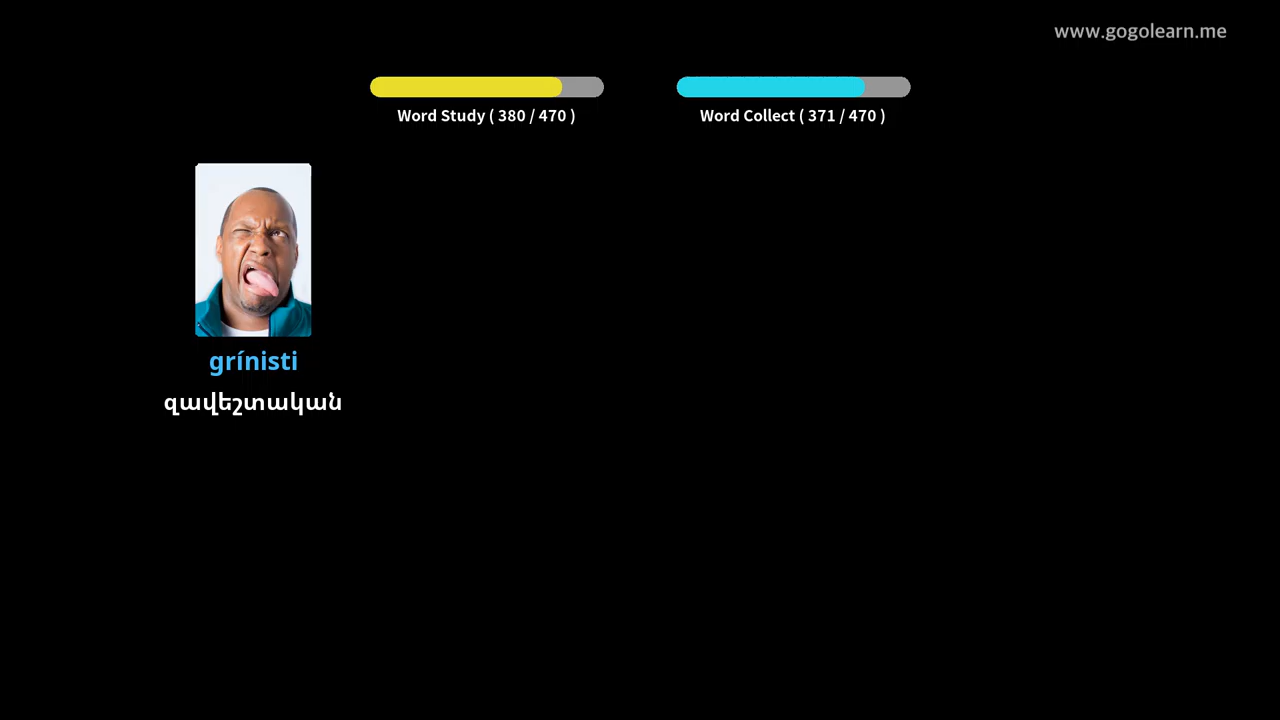 www.gogolearn.me
Word Study ( 380 / 470 )
Word Collect ( 371 / 470 )
grínisti
զավեշտական